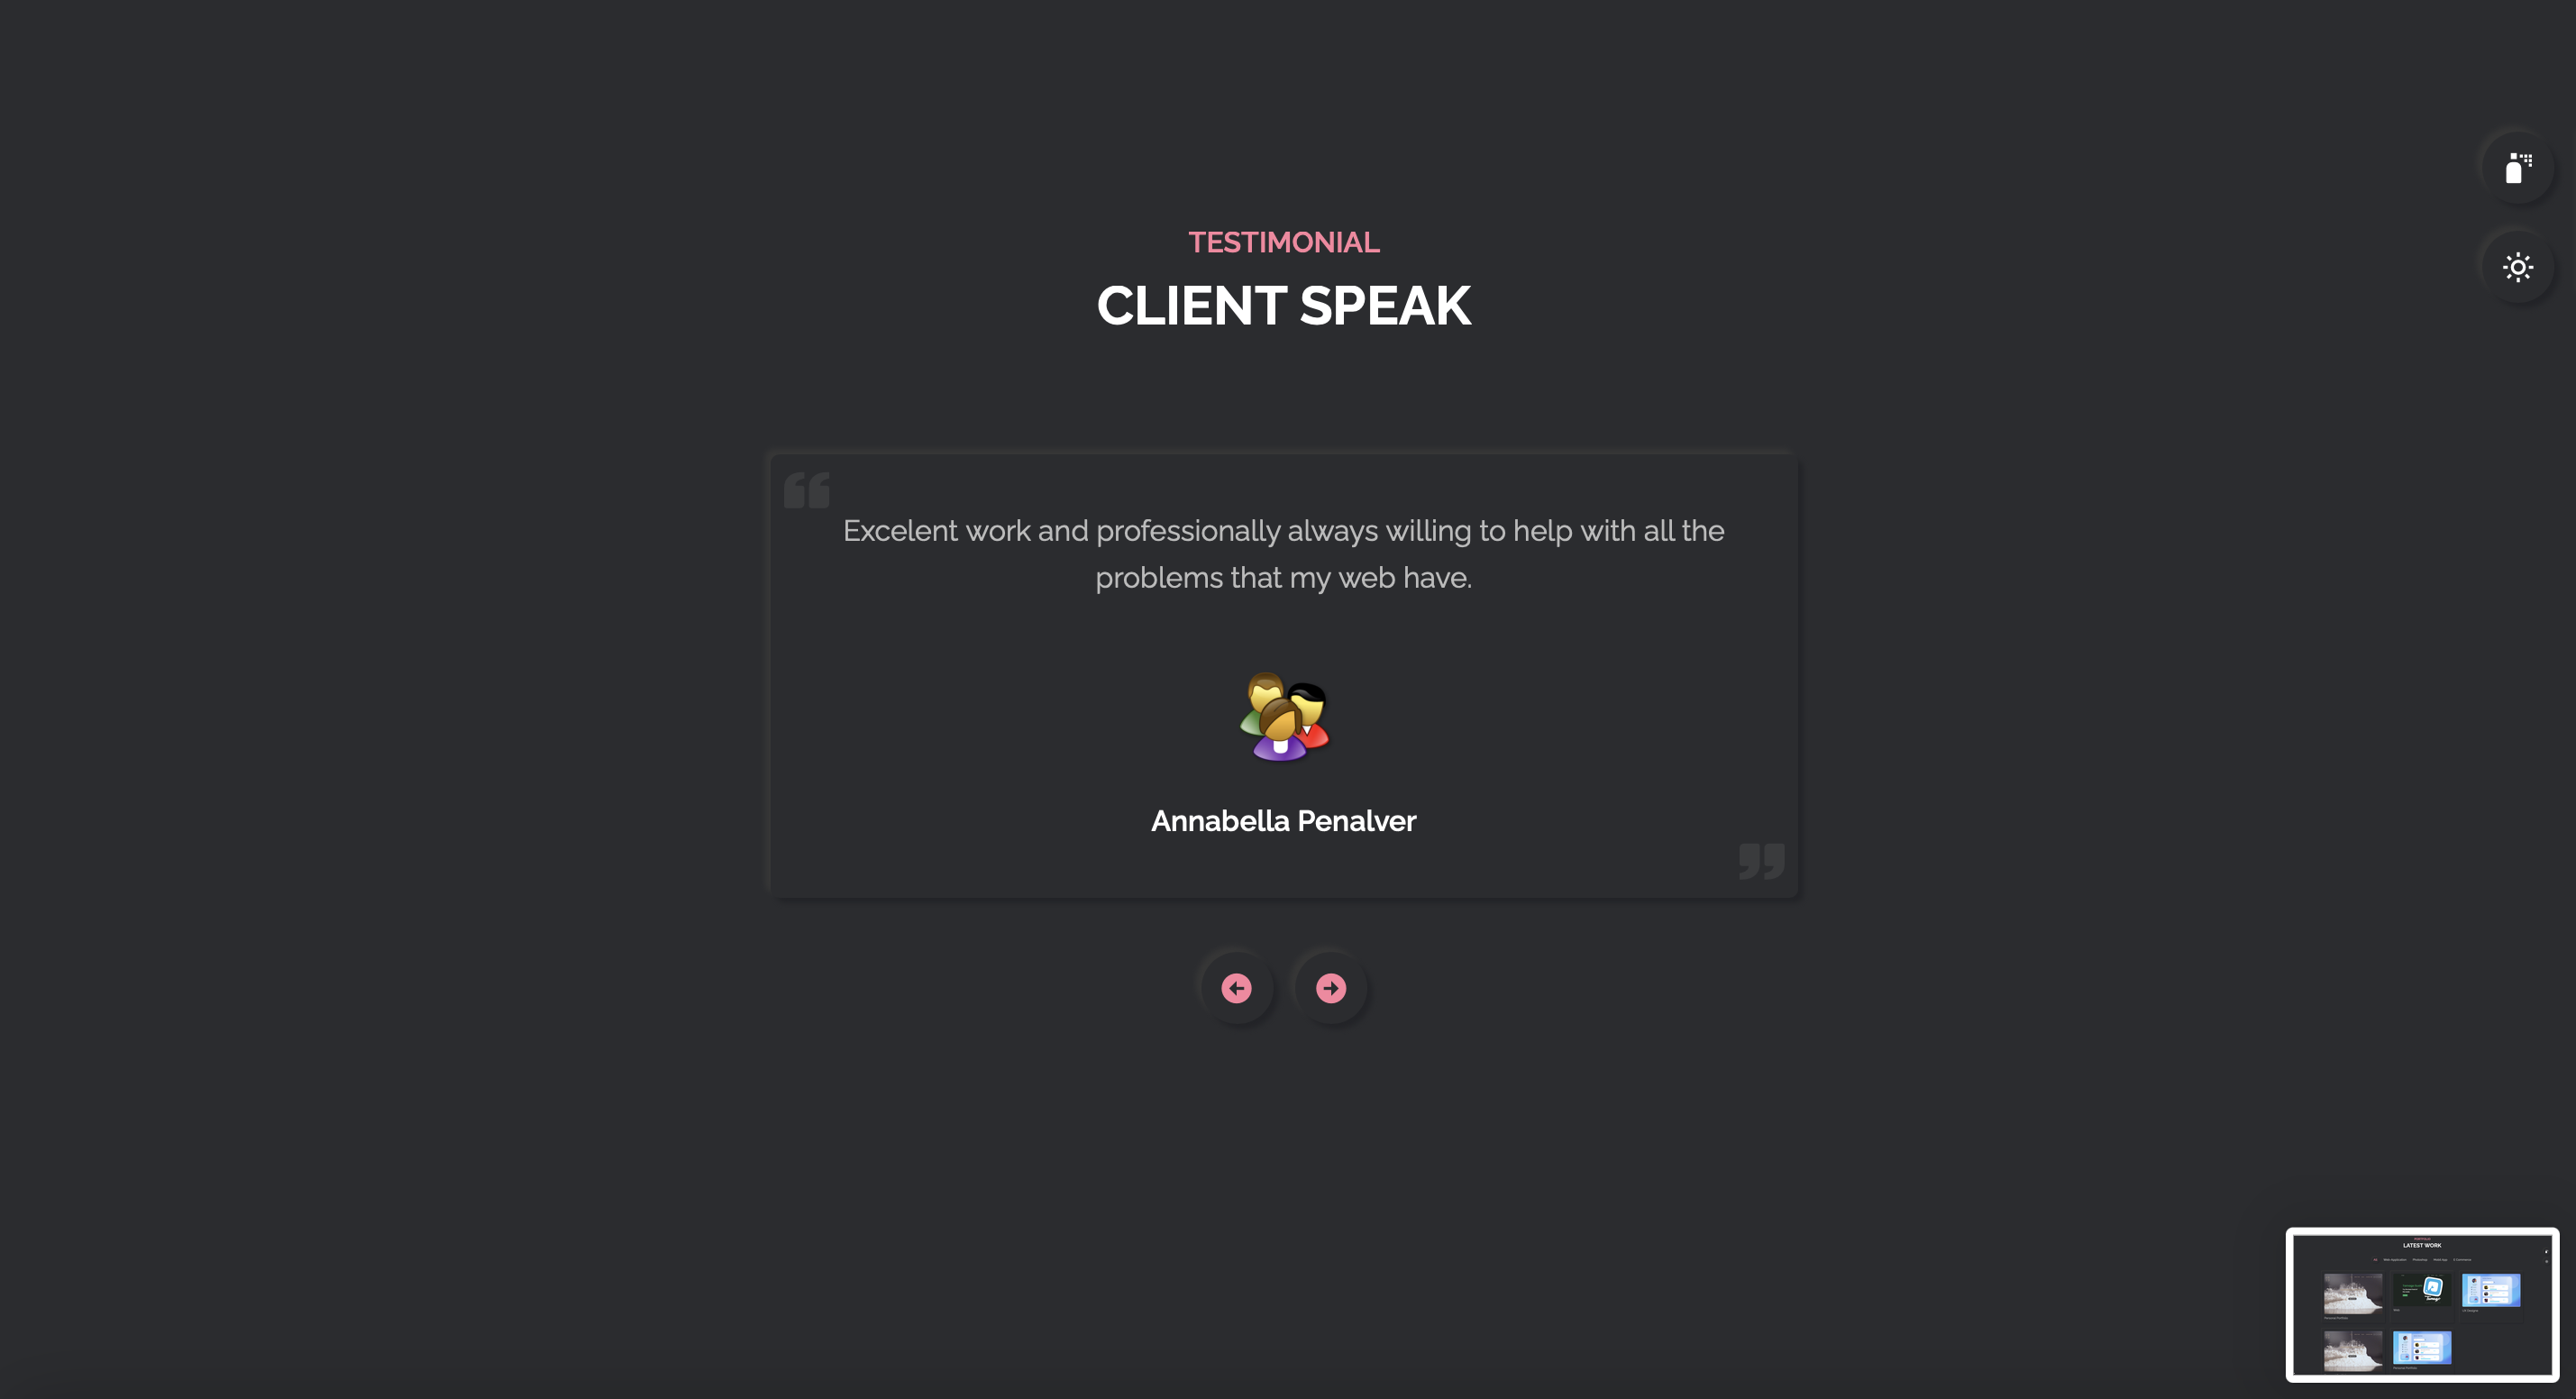 TESTIMONIAL
CLIENT SPEAK
Excelent work and professionally always willing to help with all the
problems that my web have.
Annabella Penalver
LATEST WORK